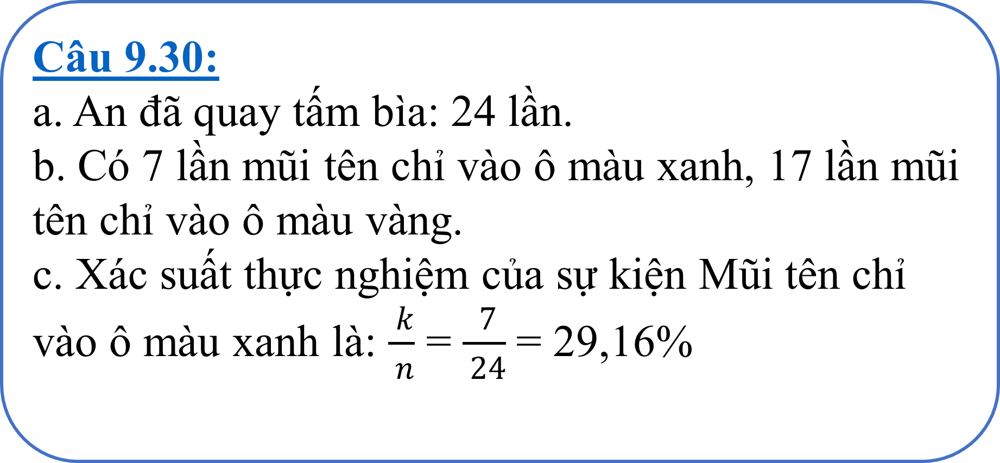 Câu 9.30:
a. An đã quay tấm bìa: 24 lần.
b. Có 7 lần mũi tên chỉ vào ô màu xanh, 17 lần mũi
tên chỉ vào ô màu vàng.
c. Xác suất thực nghiệm của sự kiện Mũi tên chỉ
vào ô màu xanh là: k/n = 7/24 = 29,16%